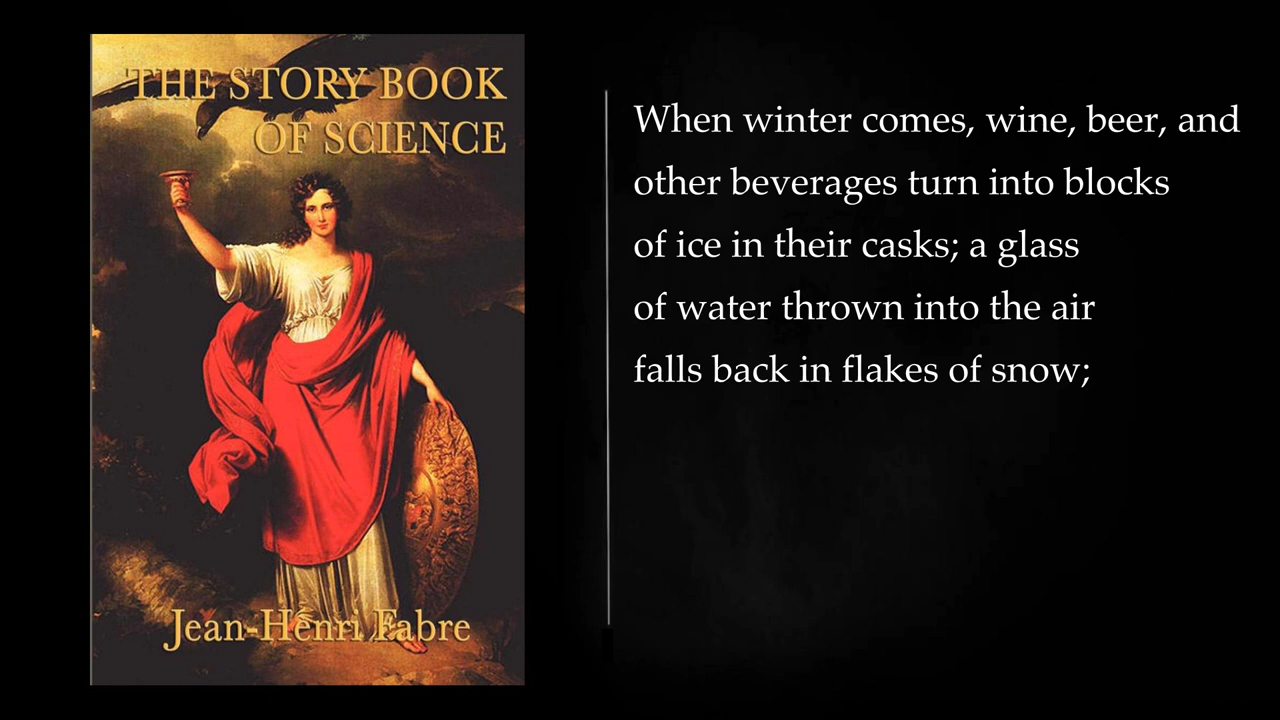 THE STORY BOOK
OF SCIENCE
Jean-Henri Fabre
When winter comes, wine, beer, and
other beverages turn into blocks
of ice in their casks; a glass
of water thrown into the air
falls back in flakes of snow;